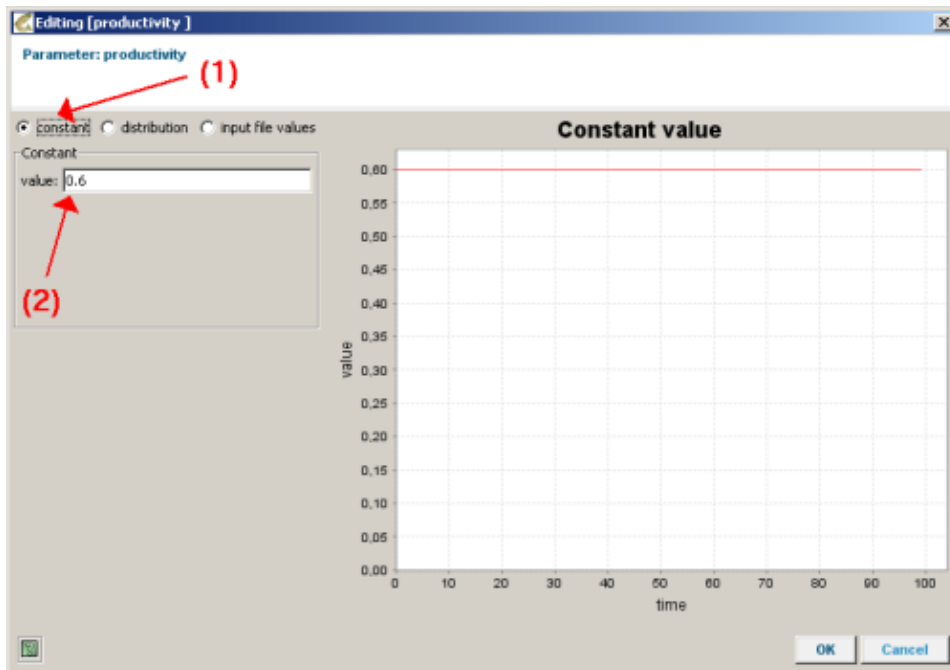 Editing [productivity ]
Parameter: productivity
(1)
constant distribution input file values
Constant
value: 0.6
(2)
Constant value
0,60
0,55
0,50
0,45
0,40
0,35
0,30
0,25
0,20
0,15
0,10
0,05
0,00
value
0 10 20 30 40 50 60 70 80 90 100
time
OK Cancel